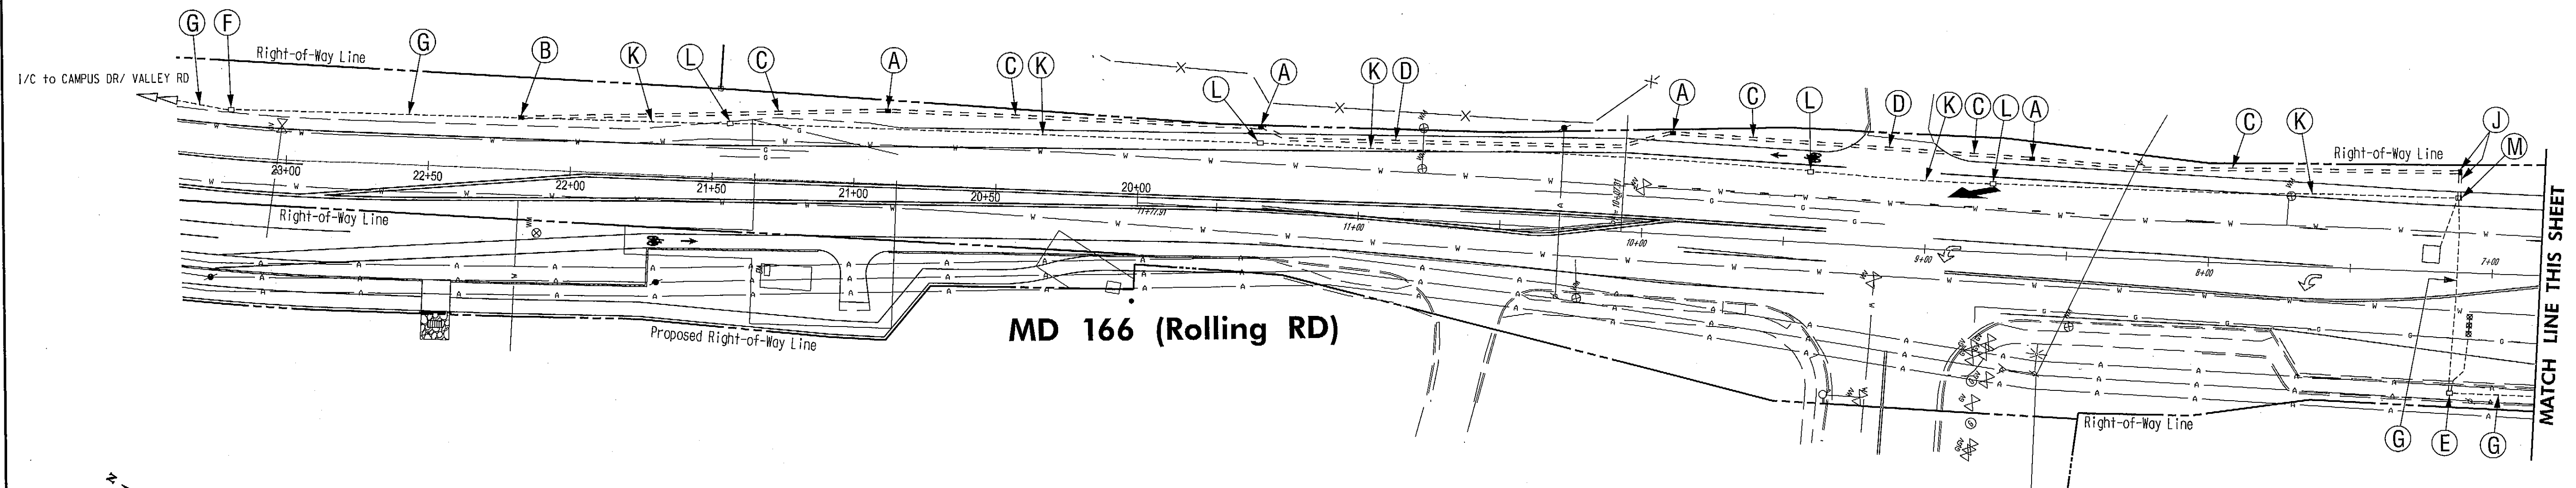 G F G B K L C A C K L A K D A C L D K C L A C K J M
I/C to CAMPUS DR/ VALLEY RD
Right-of-Way Line
Right-of-Way Line
23+00 22+50 22+00 21+50 21+00 20+50 20+00
11+77.91
11+00 10+00 9+00 8+00 7+00
Right-of-Way Line
Proposed Right-of-Way Line
MD 166 (Rolling RD)
Right-of-Way Line
G E G
MATCH LINE THIS SHEET